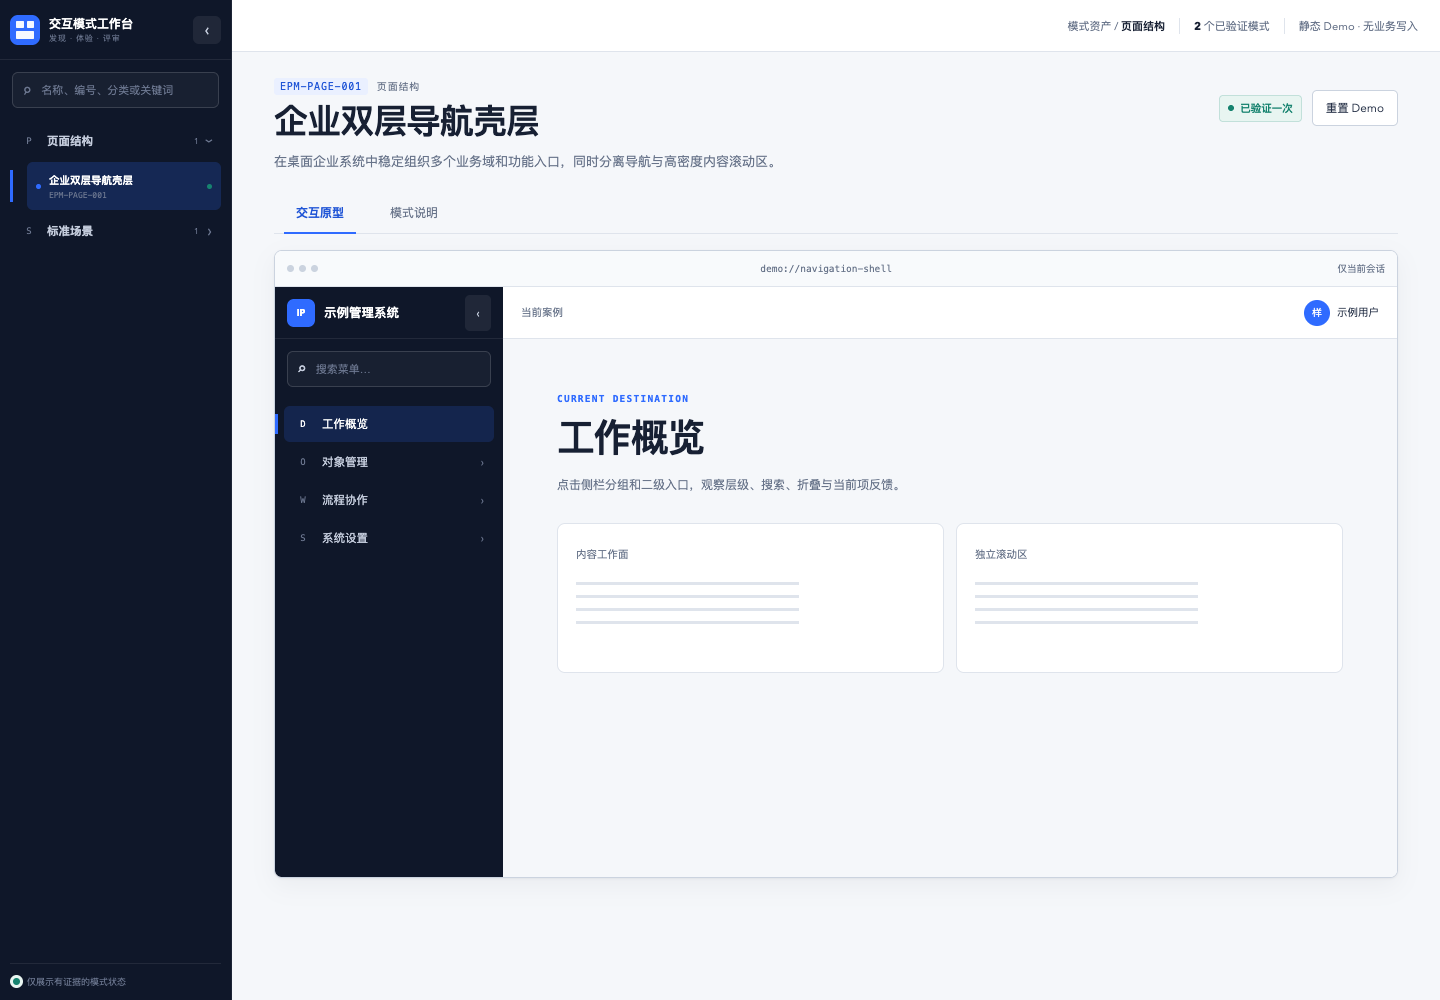 交互模式工作台
发现 · 体验 · 评审
‹
名称、编号、分类或关键词
P 页面结构 1
企业双层导航壳层
EPM-PAGE-001
S 标准场景 1 ›
仅展示有证据的模式状态
模式资产 / 页面结构
2 个已验证模式
静态 Demo · 无业务写入
EPM-PAGE-001 页面结构
企业双层导航壳层
在桌面企业系统中稳定组织多个业务域和功能入口，同时分离导航与高密度内容滚动区。
已验证一次
重置 Demo
交互原型
模式说明
demo://navigation-shell
仅当前会话
IP 示例管理系统 ‹
搜索菜单...
D 工作概览
O 对象管理 ›
W 流程协作 ›
S 系统设置 ›
当前案例
样 示例用户
CURRENT DESTINATION
工作概览
点击侧栏分组和二级入口，观察层级、搜索、折叠与当前项反馈。
内容工作面
独立滚动区